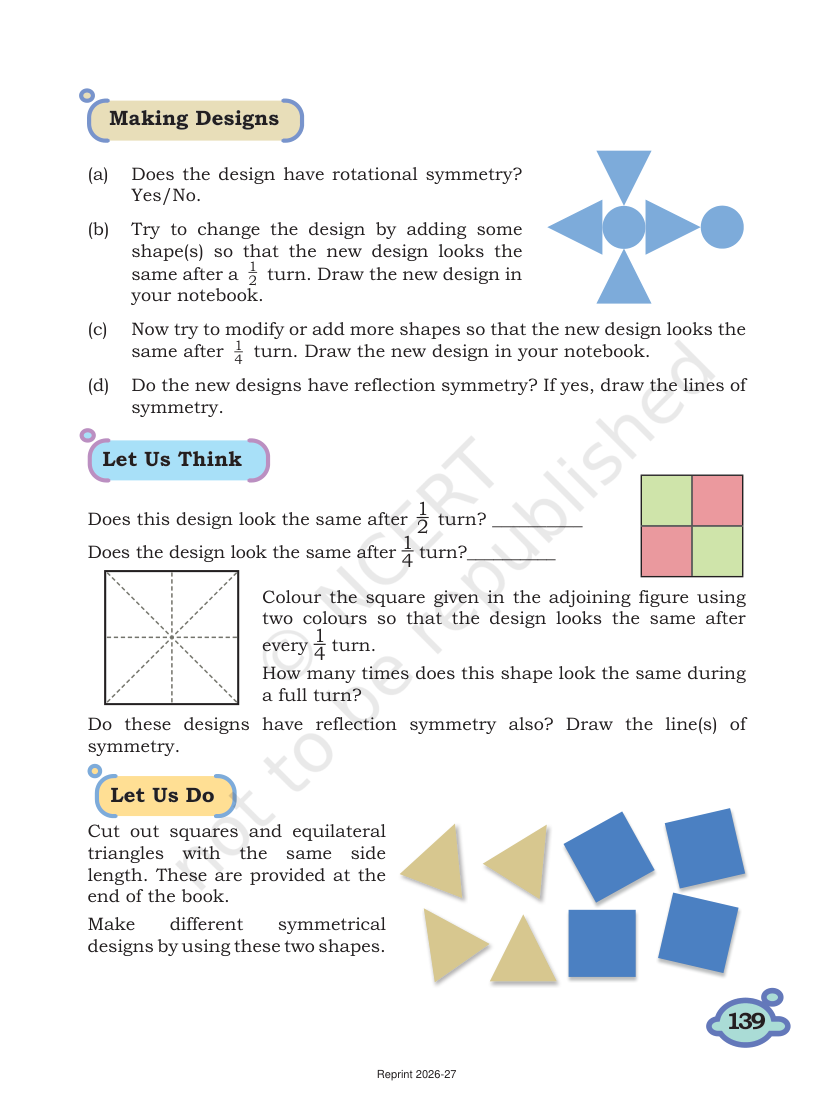 Making Designs
(a) Does the design have rotational symmetry?
Yes/No.
(b) Try to change the design by adding some
shape(s) so that the new design looks the
same after a 1/2 turn. Draw the new design in
your notebook.
(c) Now try to modify or add more shapes so that the new design looks the
same after 1/4 turn. Draw the new design in your notebook.
(d) Do the new designs have reflection symmetry? If yes, draw the lines of
symmetry.
Let Us Think
Does this design look the same after 1/2 turn? __________
Does the design look the same after 1/4 turn?__________
Colour the square given in the adjoining figure using
two colours so that the design looks the same after
every 1/4 turn.
How many times does this shape look the same during
a full turn?
Do these designs have reflection symmetry also? Draw the line(s) of
symmetry.
Let Us Do
Cut out squares and equilateral
triangles with the same side
length. These are provided at the
end of the book.
Make different symmetrical
designs by using these two shapes.
© NCERT
not to be republished
139
Reprint 2026-27